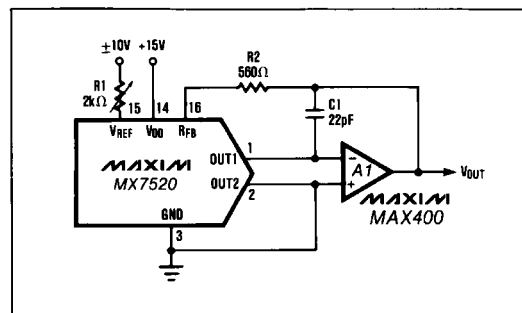 ±10V +15V
R1
2kΩ
R2
560Ω
15 14 16
VREF VDD RFB
C1
22pF
MAXIM
MX7520
OUT1 1
OUT2 2
GND
3
−
+
A1
VOUT
MAXIM
MAX400